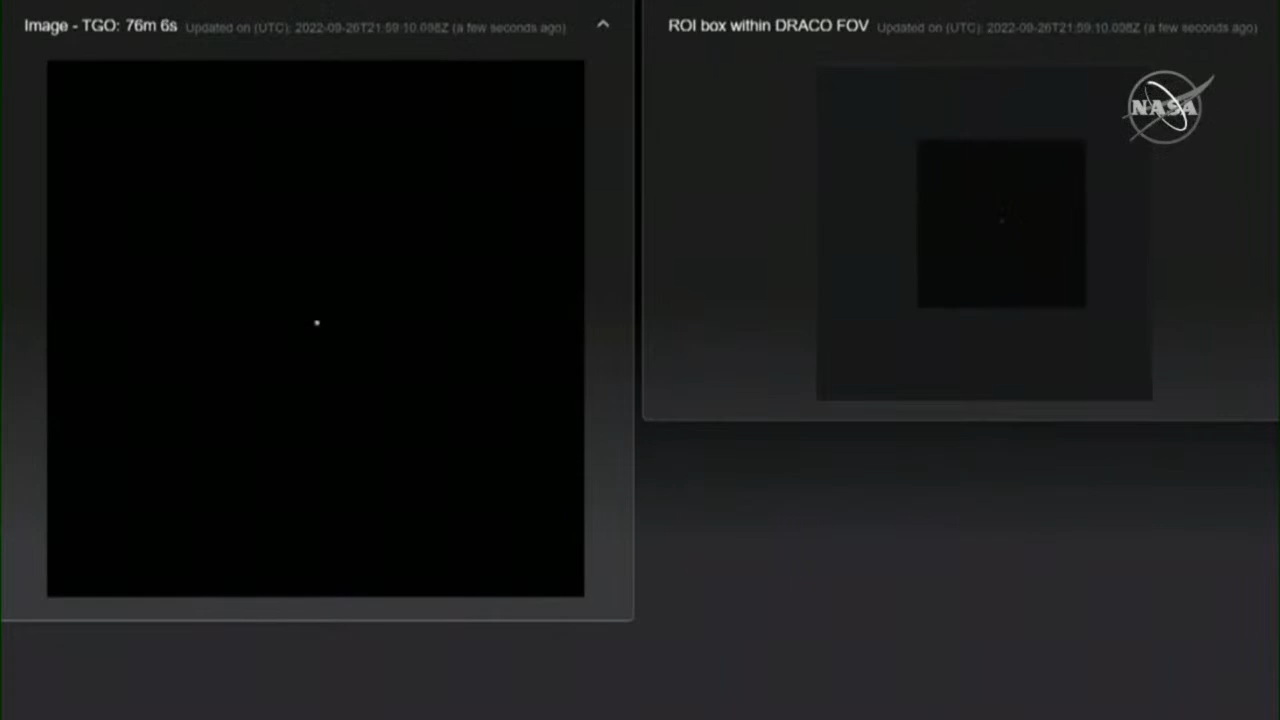 Image - TGO: 76m 6s Updated on (UTC): 2022-09-26T21:59:10.098Z (a few seconds ago)
ROI box within DRACO FOV Updated on (UTC): 2022-09-26T21:59:10.098Z (a few seconds ago)
NASA